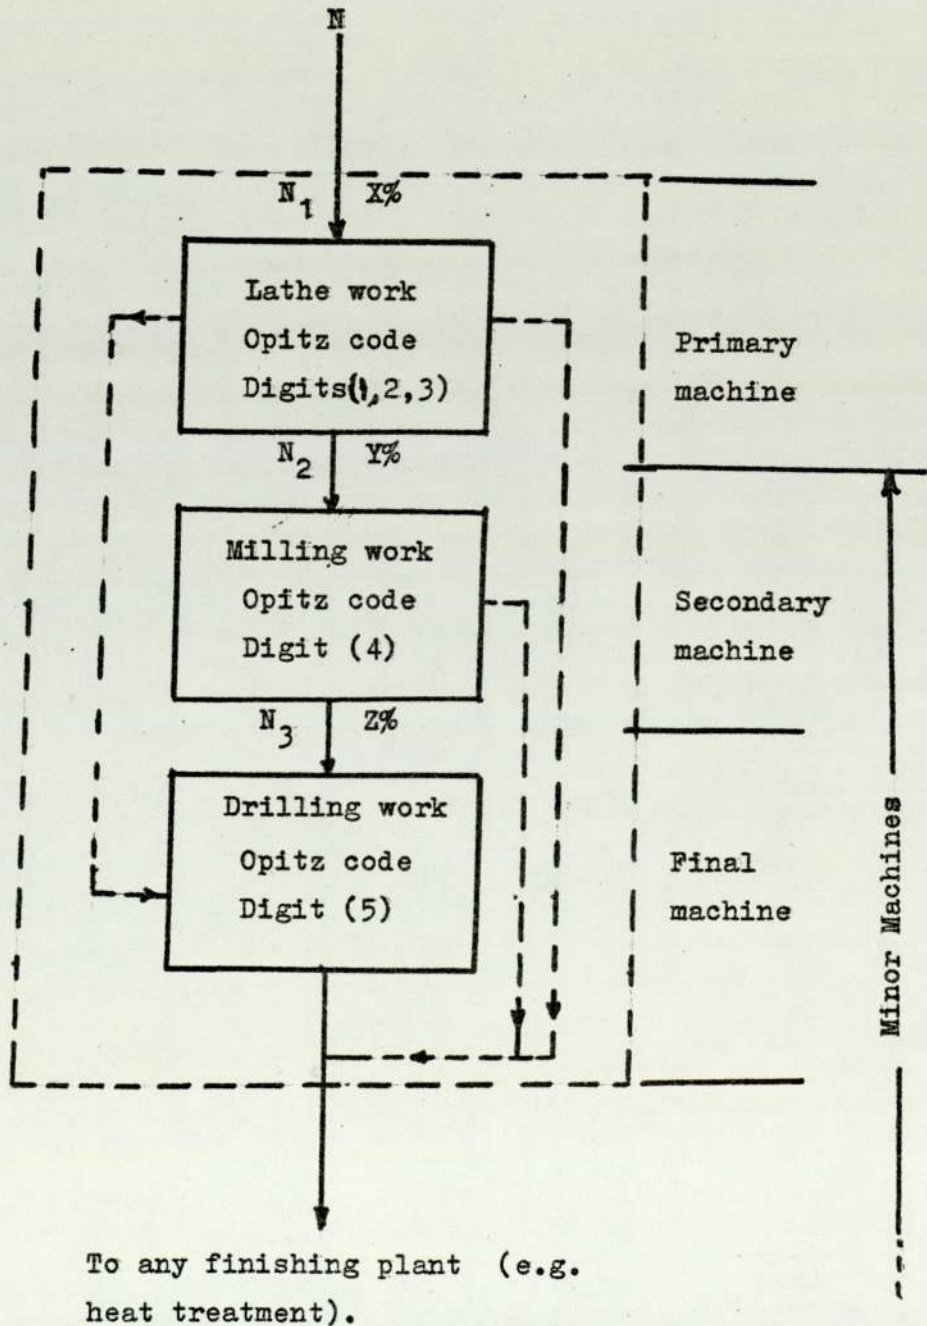 N
N1 X%
Lathe work
Opitz code
Digits(1,2,3)
Primary
machine
N2 Y%
Milling work
Opitz code
Digit (4)
Secondary
machine
N3 Z%
Drilling work
Opitz code
Digit (5)
Final
machine
Minor Machines
To any finishing plant (e.g.
heat treatment).